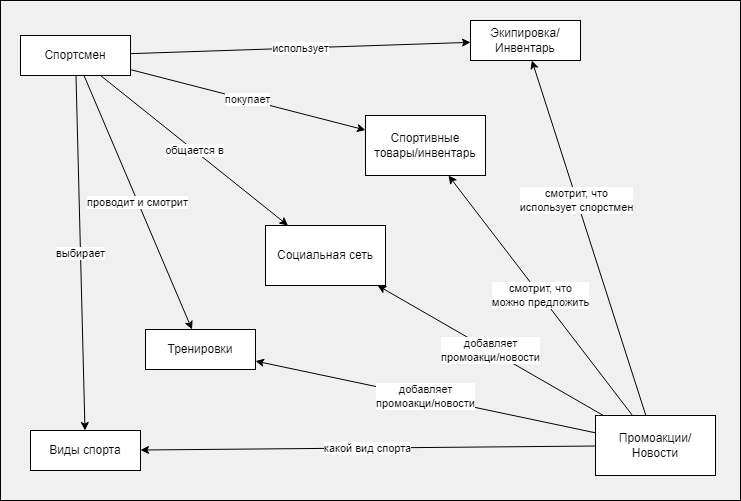 Экипировка/
Инвентарь
Спортсмен
использует
покупает
Спортивные
товары/инвентарь
общается в
смотрит, что
использует спорстмен
проводит и смотрит
выбирает
Социальная сеть
смотрит, что
можно предложить
Тренировки
добавляет
промоакци/новости
добавляет
промоакци/новости
Промоакции/
Новости
Виды спорта
какой вид спорта